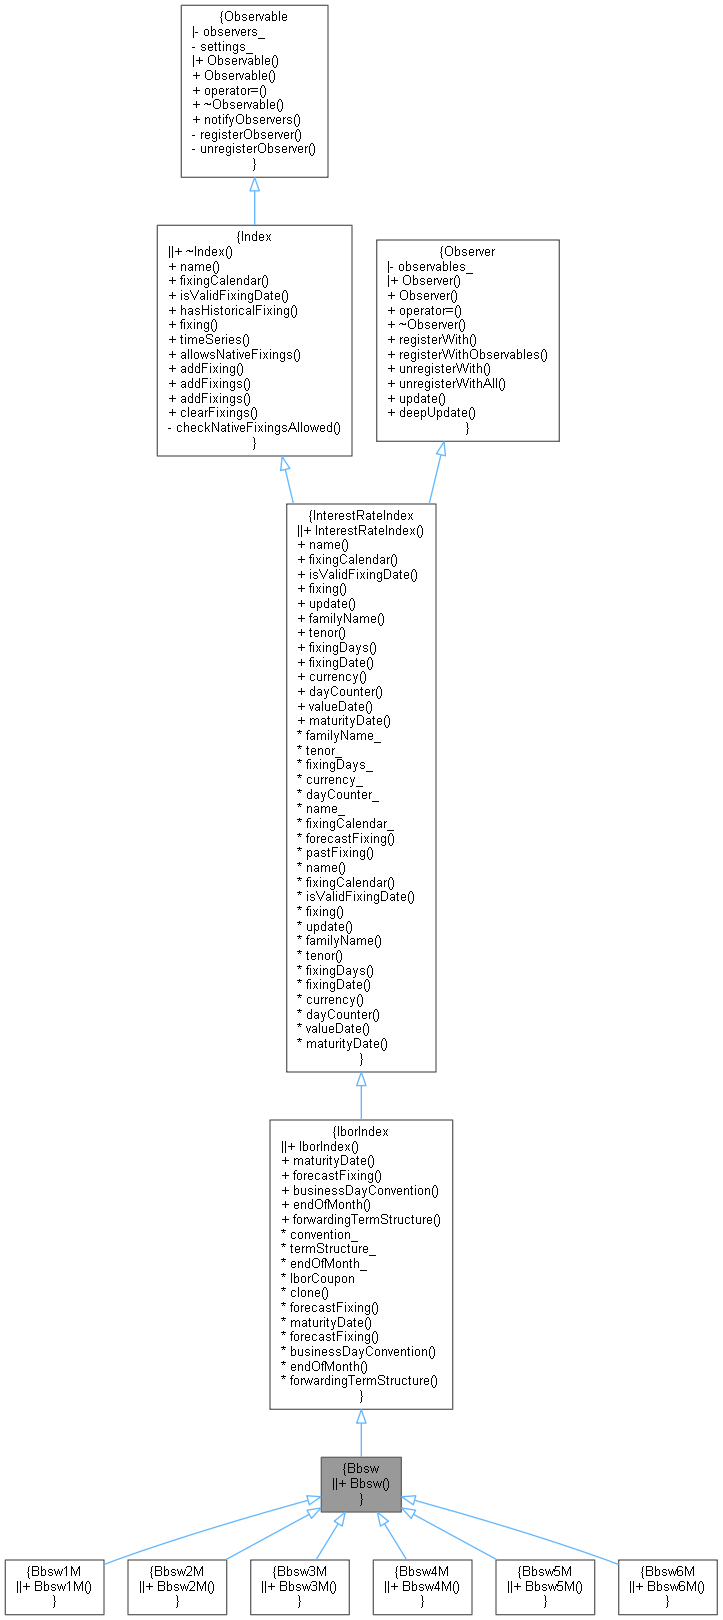 {Observable
|- observers_
- settings_
|+ Observable()
+ Observable()
+ operator=()
+ ~Observable()
+ notifyObservers()
- registerObserver()
- unregisterObserver()
}
{Index
||+ ~Index()
+ name()
+ fixingCalendar()
+ isValidFixingDate()
+ hasHistoricalFixing()
+ fixing()
+ timeSeries()
+ allowsNativeFixings()
+ addFixing()
+ addFixings()
+ addFixings()
+ clearFixings()
- checkNativeFixingsAllowed()
}
{Observer
|- observables_
|+ Observer()
+ Observer()
+ operator=()
+ ~Observer()
+ registerWith()
+ registerWithObservables()
+ unregisterWith()
+ unregisterWithAll()
+ update()
+ deepUpdate()
}
{InterestRateIndex
||+ InterestRateIndex()
+ name()
+ fixingCalendar()
+ isValidFixingDate()
+ fixing()
+ update()
+ familyName()
+ tenor()
+ fixingDays()
+ fixingDate()
+ currency()
+ dayCounter()
+ valueDate()
+ maturityDate()
* familyName_
* tenor_
* fixingDays_
* currency_
* dayCounter_
* name_
* fixingCalendar_
* forecastFixing()
* pastFixing()
* name()
* fixingCalendar()
* isValidFixingDate()
* fixing()
* update()
* familyName()
* tenor()
* fixingDays()
* fixingDate()
* currency()
* dayCounter()
* valueDate()
* maturityDate()
}
{IborIndex
||+ IborIndex()
+ maturityDate()
+ forecastFixing()
+ businessDayConvention()
+ endOfMonth()
+ forwardingTermStructure()
* convention_
* termStructure_
* endOfMonth_
* IborCoupon
* clone()
* forecastFixing()
* maturityDate()
* forecastFixing()
* businessDayConvention()
* endOfMonth()
* forwardingTermStructure()
}
{Bbsw
||+ Bbsw()
}
{Bbsw1M
||+ Bbsw1M()
}
{Bbsw2M
||+ Bbsw2M()
}
{Bbsw3M
||+ Bbsw3M()
}
{Bbsw4M
||+ Bbsw4M()
}
{Bbsw5M
||+ Bbsw5M()
}
{Bbsw6M
||+ Bbsw6M()
}